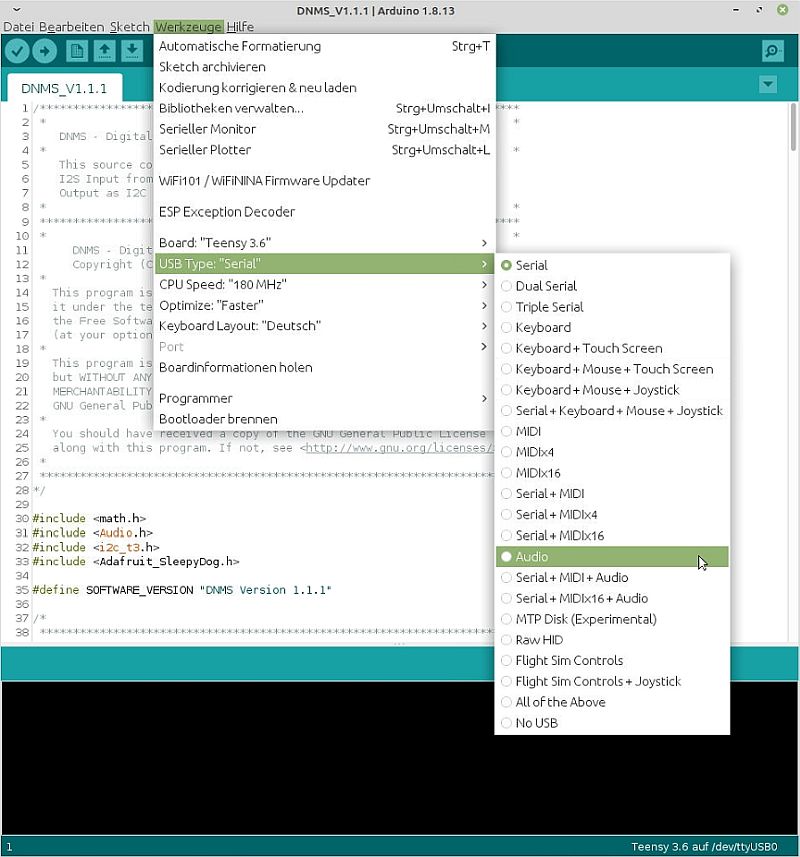 DNMS_V1.1.1 | Arduino 1.8.13
Datei Bearbeiten Sketch Werkzeuge Hilfe
DNMS_V1.1.1
Automatische Formatierung Strg+T
Sketch archivieren
Kodierung korrigieren & neu laden
Bibliotheken verwalten... Strg+Umschalt+I
Serieller Monitor Strg+Umschalt+M
Serieller Plotter Strg+Umschalt+L
WiFi101 / WiFiNINA Firmware Updater
ESP Exception Decoder
Board: "Teensy 3.6"
USB Type: "Serial"
CPU Speed: "180 MHz"
Optimize: "Faster"
Keyboard Layout: "Deutsch"
Port
Boardinformationen holen
Programmer
Bootloader brennen
Serial
Dual Serial
Triple Serial
Keyboard
Keyboard + Touch Screen
Keyboard + Mouse + Touch Screen
Keyboard + Mouse + Joystick
Serial + Keyboard + Mouse + Joystick
MIDI
MIDIx4
MIDIx16
Serial + MIDI
Serial + MIDIx4
Serial + MIDIx16
Audio
Serial + MIDI + Audio
Serial + MIDIx16 + Audio
MTP Disk (Experimental)
Raw HID
Flight Sim Controls
Flight Sim Controls + Joystick
All of the Above
No USB
1 /****************
2 * *
3 DNMS - Digital
4 * *
5 This source co
6 I2S Input from
7 Output as I2C
8 * *
9 ****************
10 * *
11 DNMS - Digit
12 Copyright (C
13 *
14 This program is
15 it under the te
16 the Free Softwa
17 (at your option
18 *
19 This program is
20 but WITHOUT ANY
21 MERCHANTABILITY
22 GNU General Pub
23 *
24 You should have received a copy of the GNU General Public License
25 along with this program. If not, see <http://www.gnu.org/licenses/
26 *
27 ****************
28 */
29
30 #include <math.h>
31 #include <Audio.h>
32 #include <i2c_t3.h>
33 #include <Adafruit_SleepyDog.h>
34
35 #define SOFTWARE_VERSION "DNMS Version 1.1.1"
36
37 /*
38 ****************
1 Teensy 3.6 auf /dev/ttyUSB0